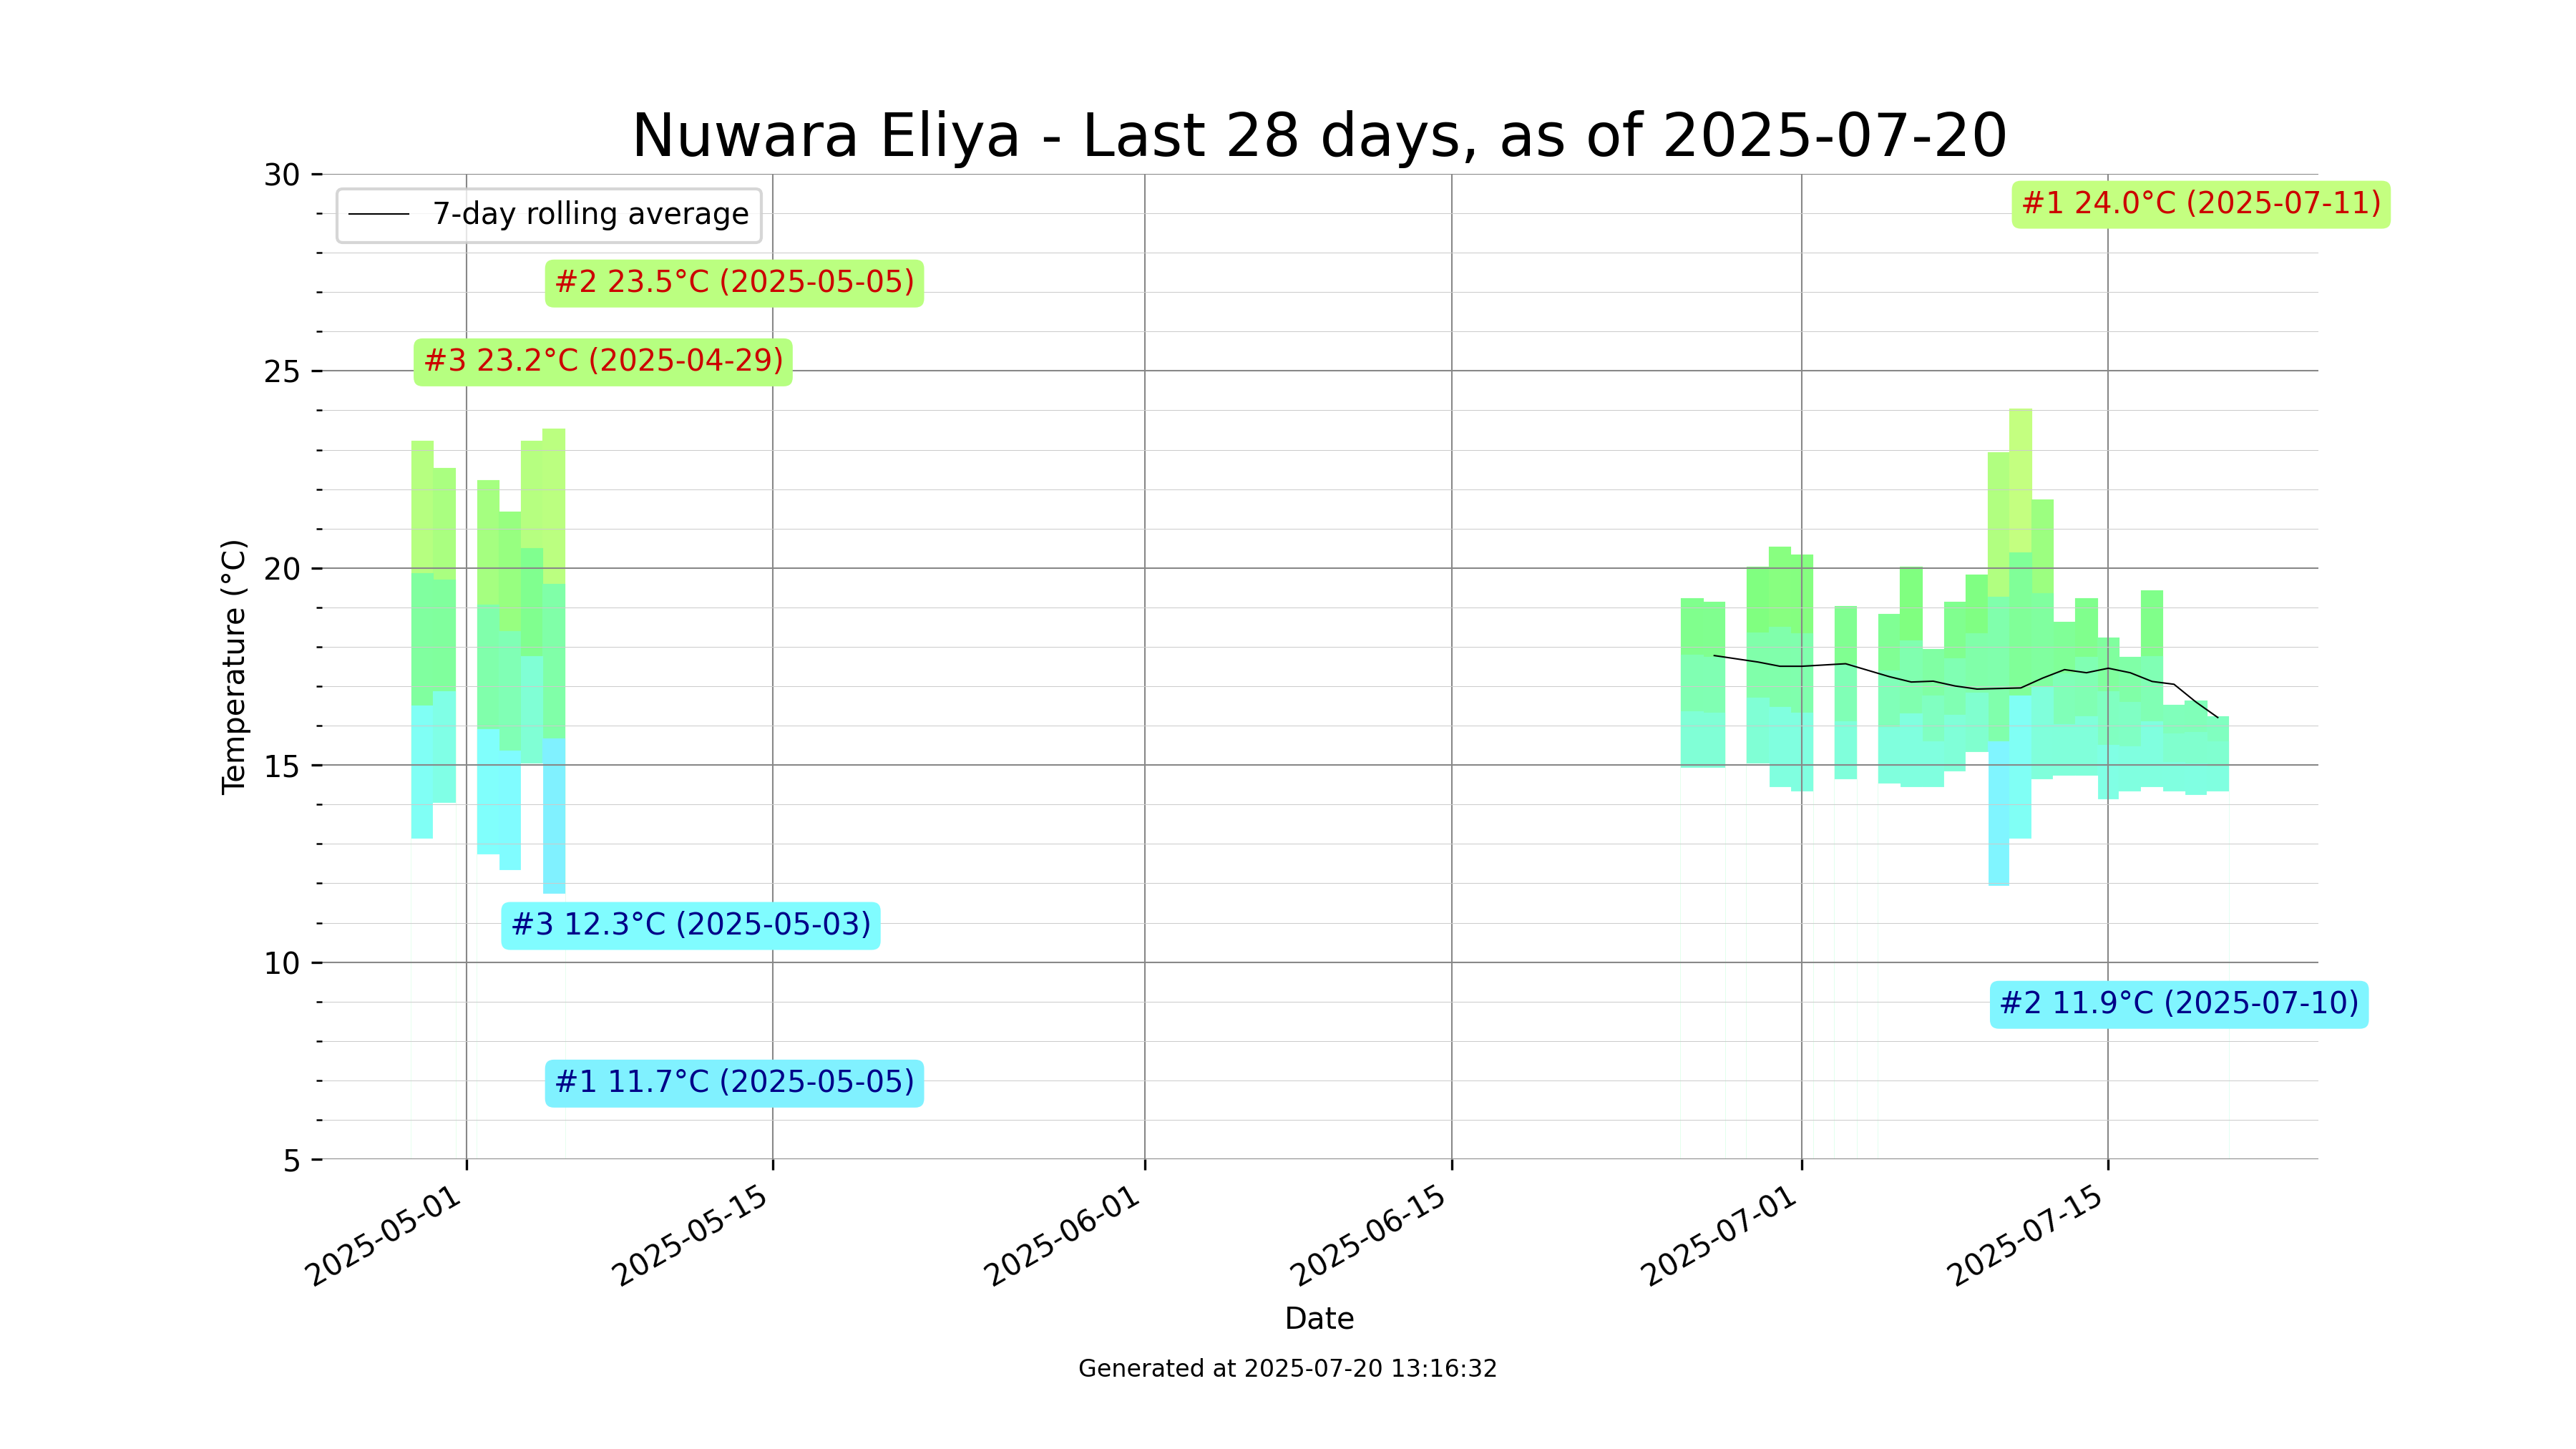 Nuwara Eliya - Last 28 days, as of 2025-07-20
7-day rolling average
#1 24.0°C (2025-07-11)
#2 23.5°C (2025-05-05)
#3 23.2°C (2025-04-29)
#3 12.3°C (2025-05-03)
#2 11.9°C (2025-07-10)
#1 11.7°C (2025-05-05)
Temperature (°C)
30
25
20
15
10
5
2025-05-01
2025-05-15
2025-06-01
2025-06-15
2025-07-01
2025-07-15
Date
Generated at 2025-07-20 13:16:32